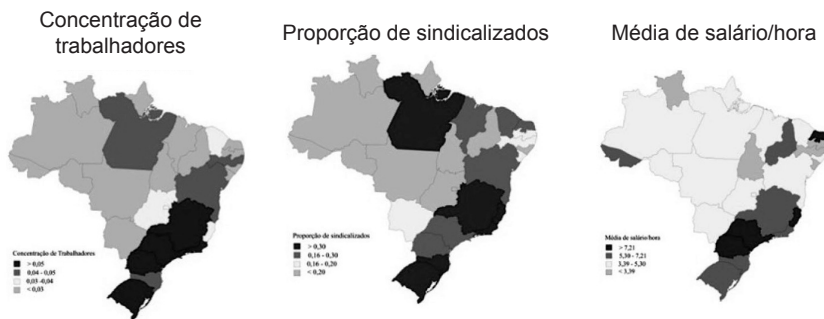 Concentração de
trabalhadores
Proporção de sindicalizados
Média de salário/hora
Concentração de Trabalhadores
> 0,05
0,04 - 0,05
0,03 -0,04
< 0,03
Proporção de sindicalizados
> 0,30
0,16 - 0,30
0,16 - 0,20
< 0,20
Média de salário/hora
> 7,21
5,30 - 7,21
3,39 - 5,30
< 3,39